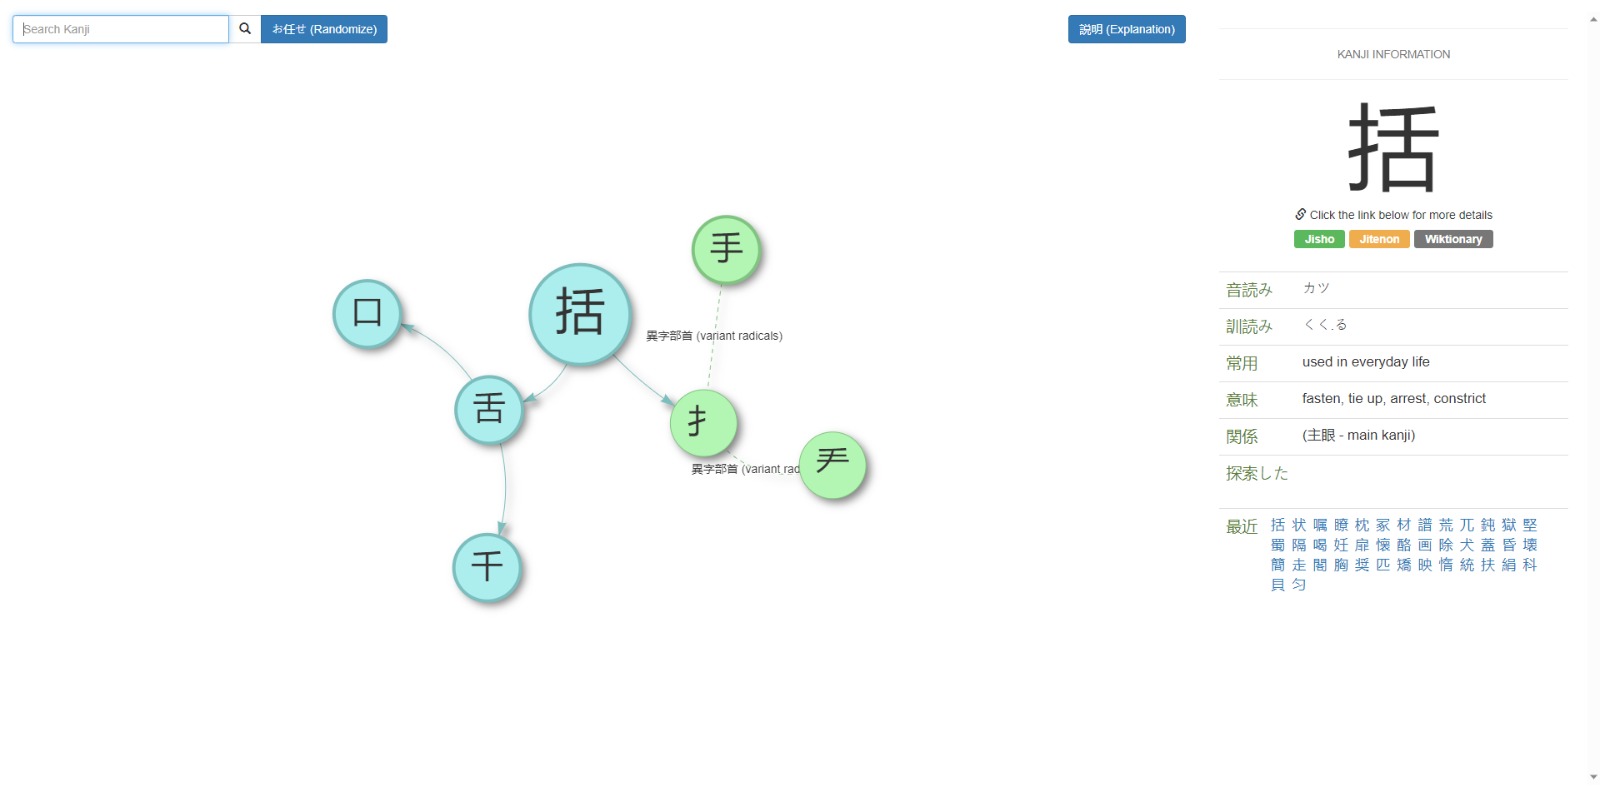 Search Kanji
お任せ (Randomize)
説明 (Explanation)
KANJI INFORMATION
括
Click the link below for more details
Jisho Jitenon Wiktionary
音読み カツ
訓読み くく.る
常用 used in everyday life
意味 fasten, tie up, arrest, constrict
関係 (主眼 - main kanji)
探索した
最近 括 状 嘱 瞭 枕 冢 材 譜 荒 兀 鈍 獄 堅
蜀 隔 喝 妊 扉 懐 酪 画 除 犬 蓋 昏 壊
簡 走 闇 胸 奨 匹 矯 映 惰 統 扶 絹 科
貝 匀
手
口
括
異字部首 (variant radicals)
舌
扌
龵
異字部首 (variant rad
千